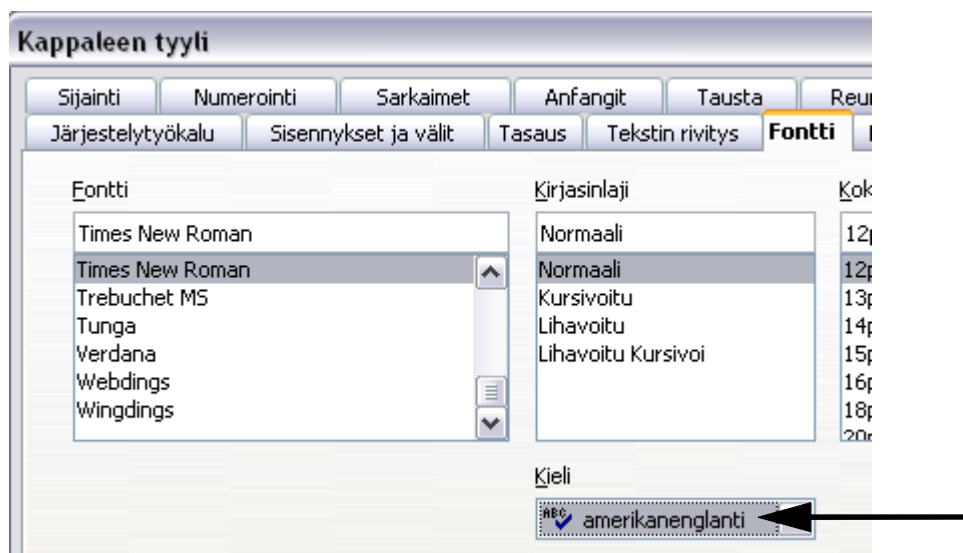 Kappaleen tyyli
Sijainti Numerointi Sarkaimet Anfangit Tausta
Järjestelytyökalu Sisennykset ja välit Tasaus Tekstin rivitys Fontti
Fontti Kirjasinlaji
Times New Roman Normaali
Times New Roman Normaali
Trebuchet MS Kursivoitu
Tunga Lihavoitu
Verdana Lihavoitu Kursivoi
Webdings
Wingdings
Kieli
ABC amerikanenglanti